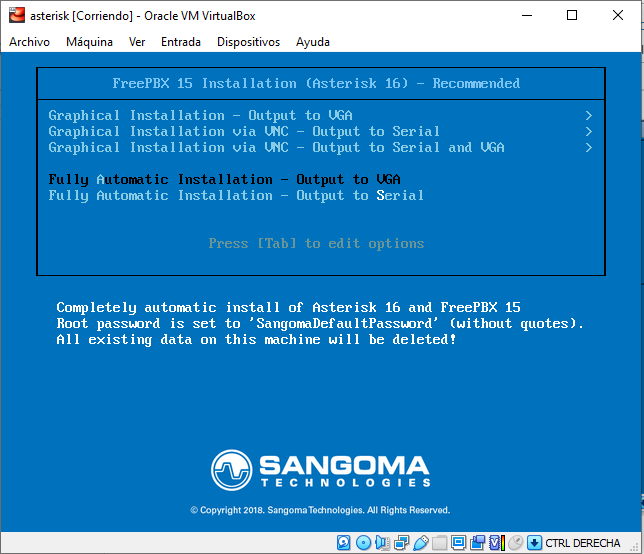 asterisk [Corriendo] - Oracle VM VirtualBox
Archivo Máquina Ver Entrada Dispositivos Ayuda
FreePBX 15 Installation (Asterisk 16) - Recommended
Graphical Installation - Output to VGA >
Graphical Installation via VNC - Output to Serial >
Graphical Installation via VNC - Output to Serial and VGA >
Fully Automatic Installation - Output to VGA
Fully Automatic Installation - Output to Serial
Press [Tab] to edit options
Completely automatic install of Asterisk 16 and FreePBX 15
Root password is set to 'SangomaDefaultPassword' (without quotes).
All existing data on this machine will be deleted!
SANGOMA
TECHNOLOGIES
© Copyright 2018. Sangoma Technologies. All Rights Reserved.
CTRL DERECHA